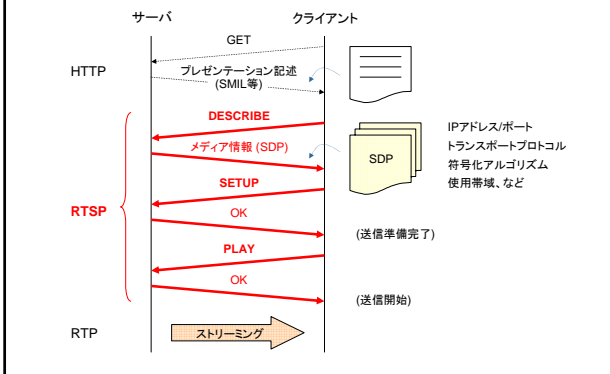 サーバ
クライアント
GET
HTTP
プレゼンテーション記述
(SMIL等)
DESCRIBE
メディア情報 (SDP)
SDP
IPアドレス/ポート
トランスポートプロトコル
符号化アルゴリズム
使用帯域、など
SETUP
RTSP
OK
(送信準備完了)
PLAY
OK
(送信開始)
RTP
ストリーミング